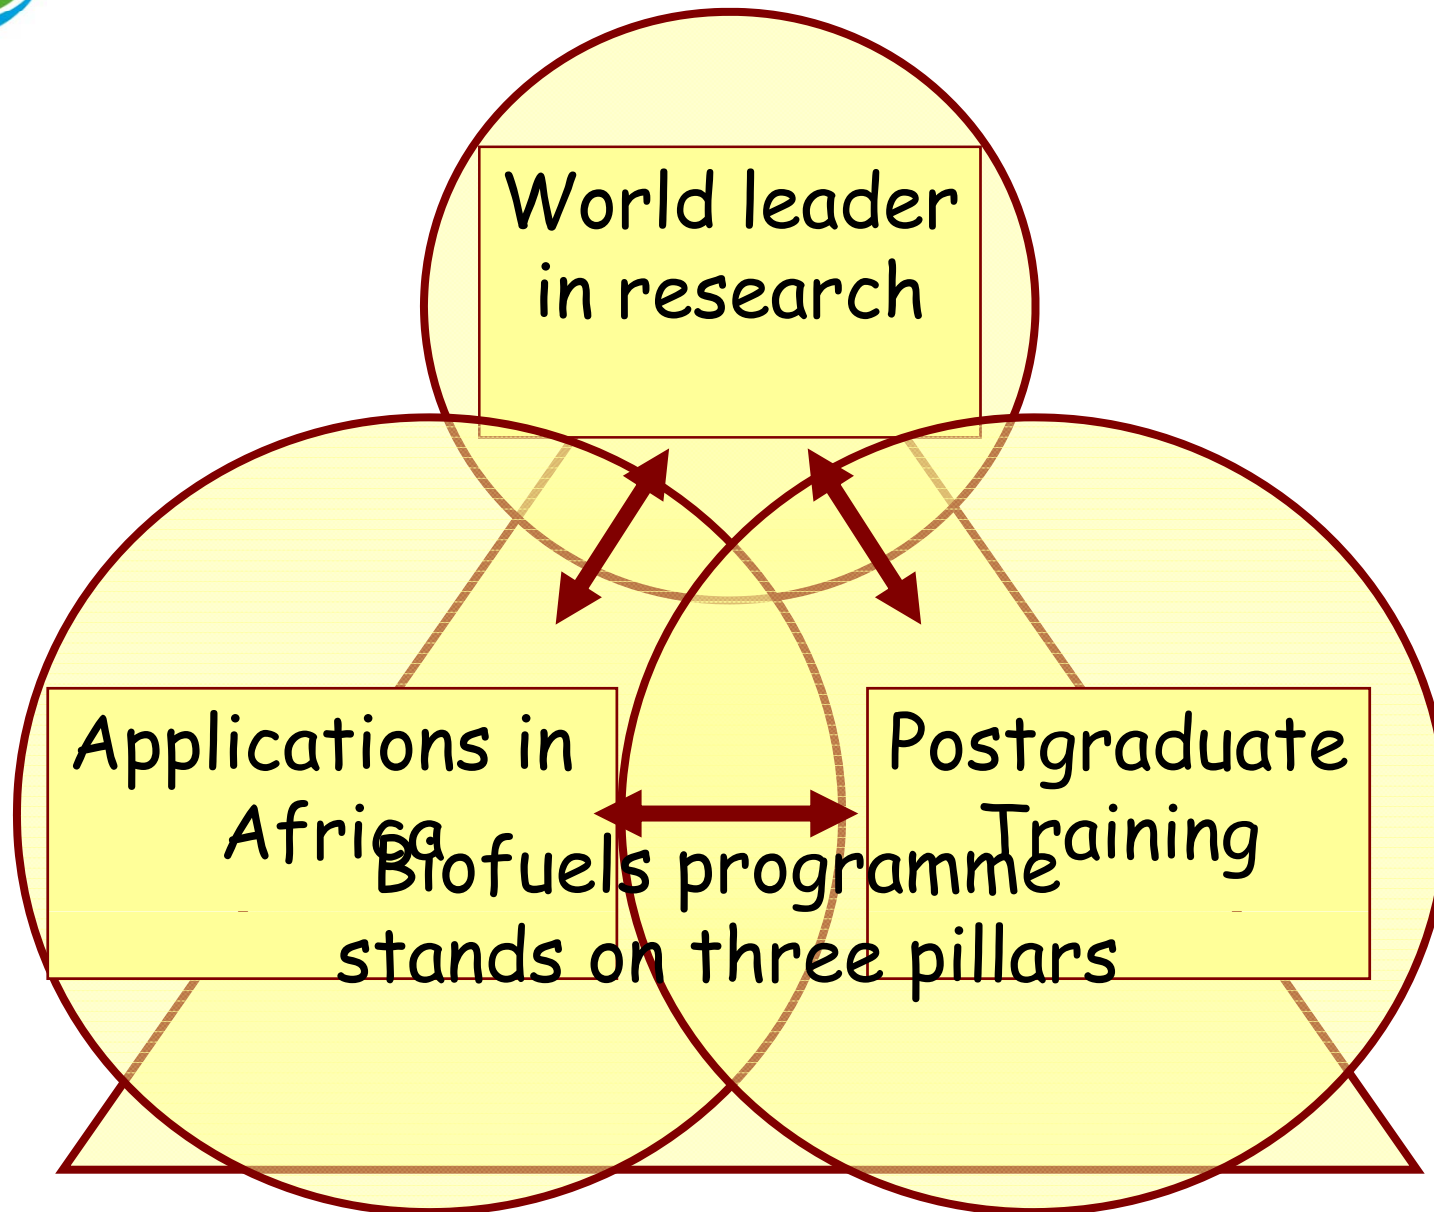 World leader
in research
Applications in
Africa
Postgraduate
Training
Biofuels programme
stands on three pillars